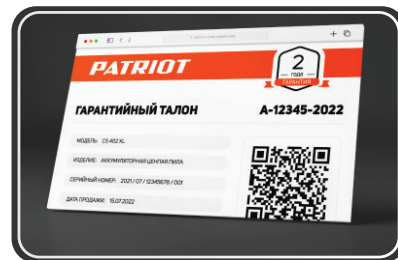 PATRIOT
2
ГОДА
ГАРАНТИЯ
ГАРАНТИЙНЫЙ ТАЛОН
A-12345-2022
МОДЕЛЬ: CS 402 XL
ИЗДЕЛИЕ: АККУМУЛЯТОРНАЯ ЦЕПНАЯ ПИЛА
СЕРИЙНЫЙ НОМЕР: 2021 / 07 / 12345678 / 001
ДАТА ПРОДАЖИ: 15.07.2022